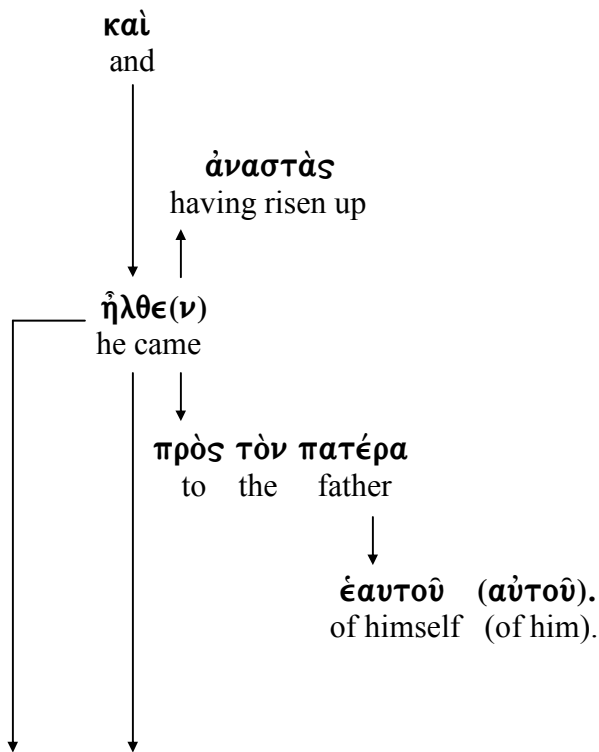 καὶ
and
ἀναστὰς
having risen up
ἦλθε(ν)
he came
πρὸς τὸν πατέρα
to the father
ἑαυτοῦ (αὐτοῦ).
of himself (of him).